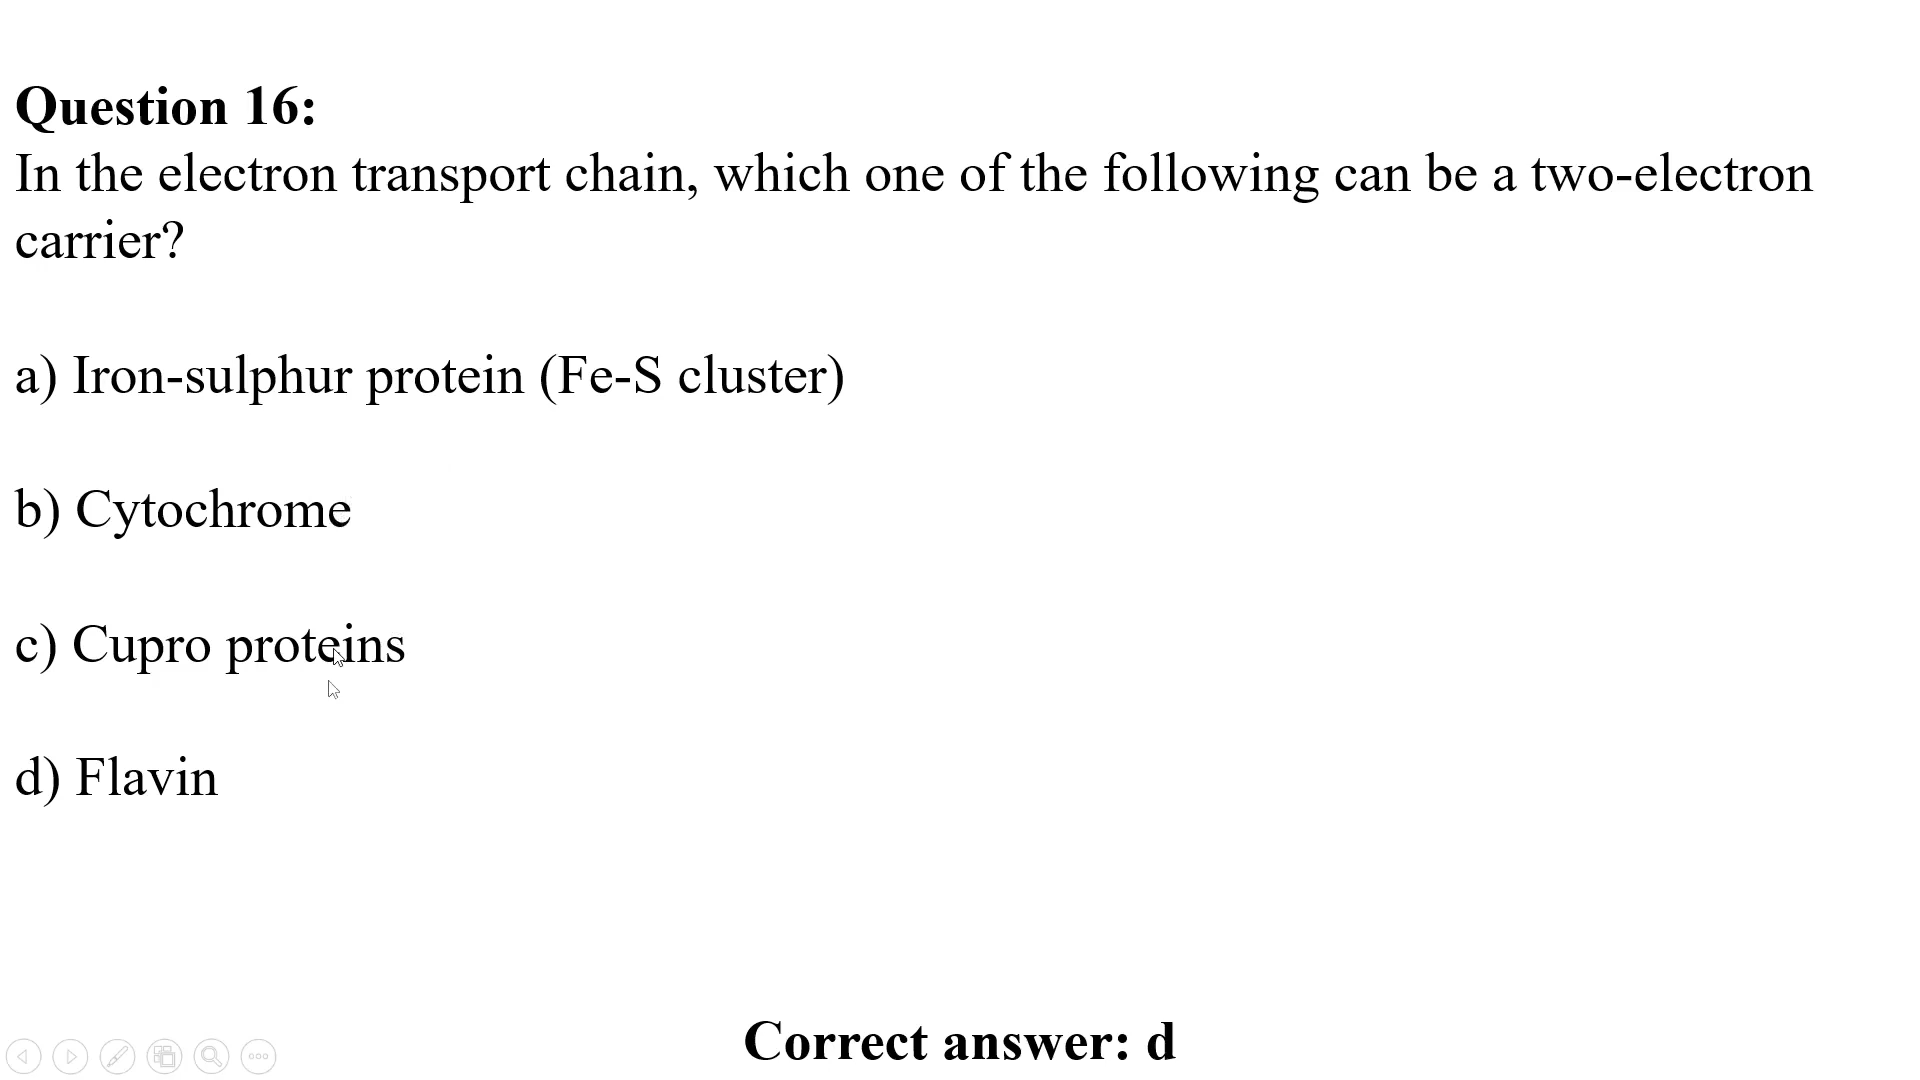 Question 16:
In the electron transport chain, which one of the following can be a two-electron
carrier?
a) Iron-sulphur protein (Fe-S cluster)
b) Cytochrome
c) Cupro proteins
d) Flavin
Correct answer: d